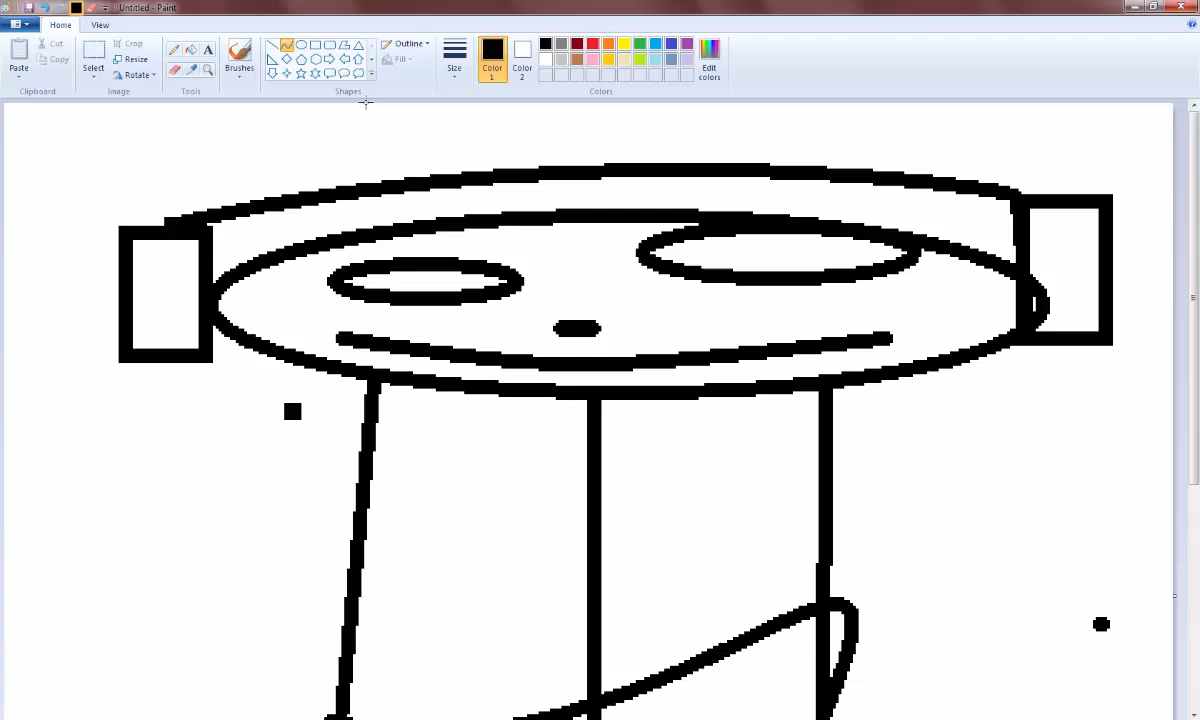 Untitled - Paint
Home View
Paste
Cut
Copy
Clipboard
Select
Crop
Resize
Rotate
Image
A
Tools
Brushes
Shapes
Outline
Fill
Size
Color 1
Color 2
Edit colors
Colors